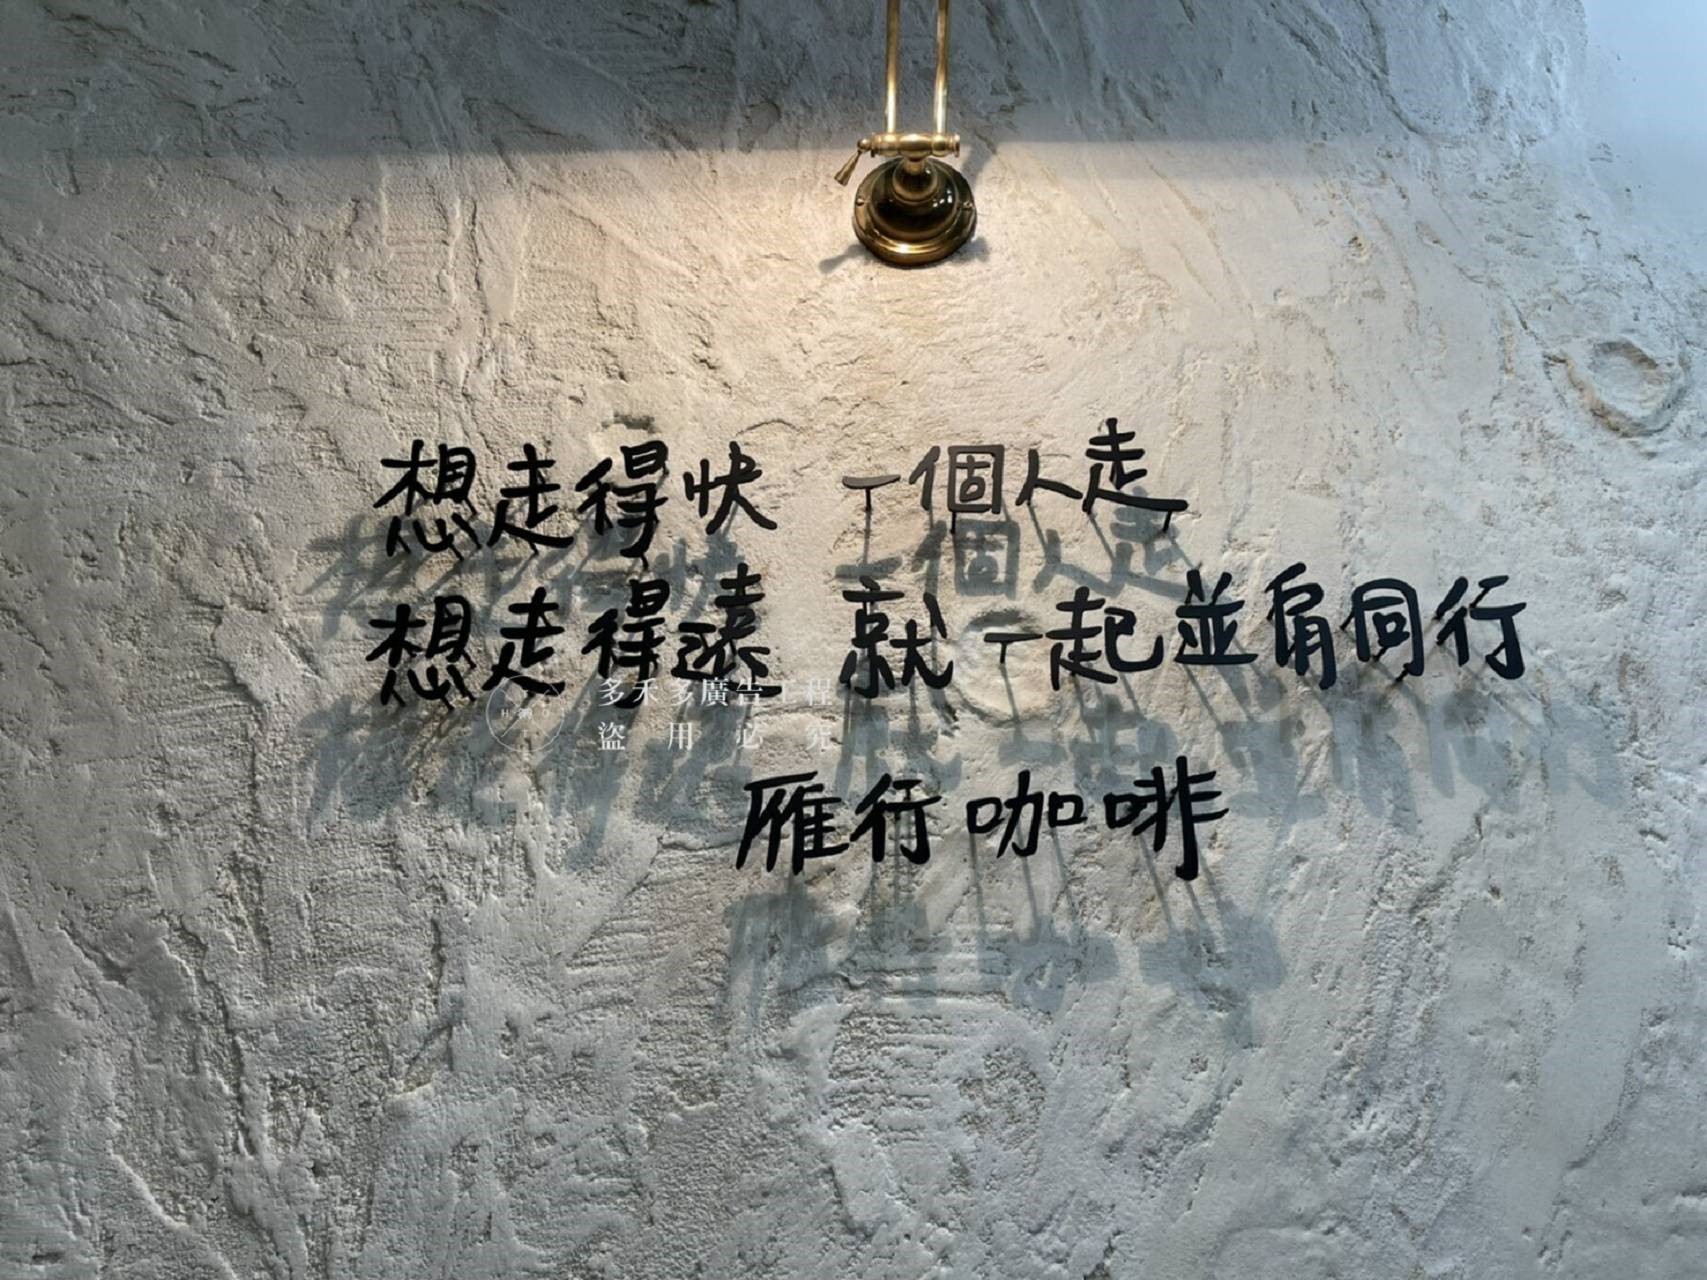 想走得快 一個人走
想走得遠 就一起並肩同行
多禾多廣告工程
盜用必究
雁行咖啡